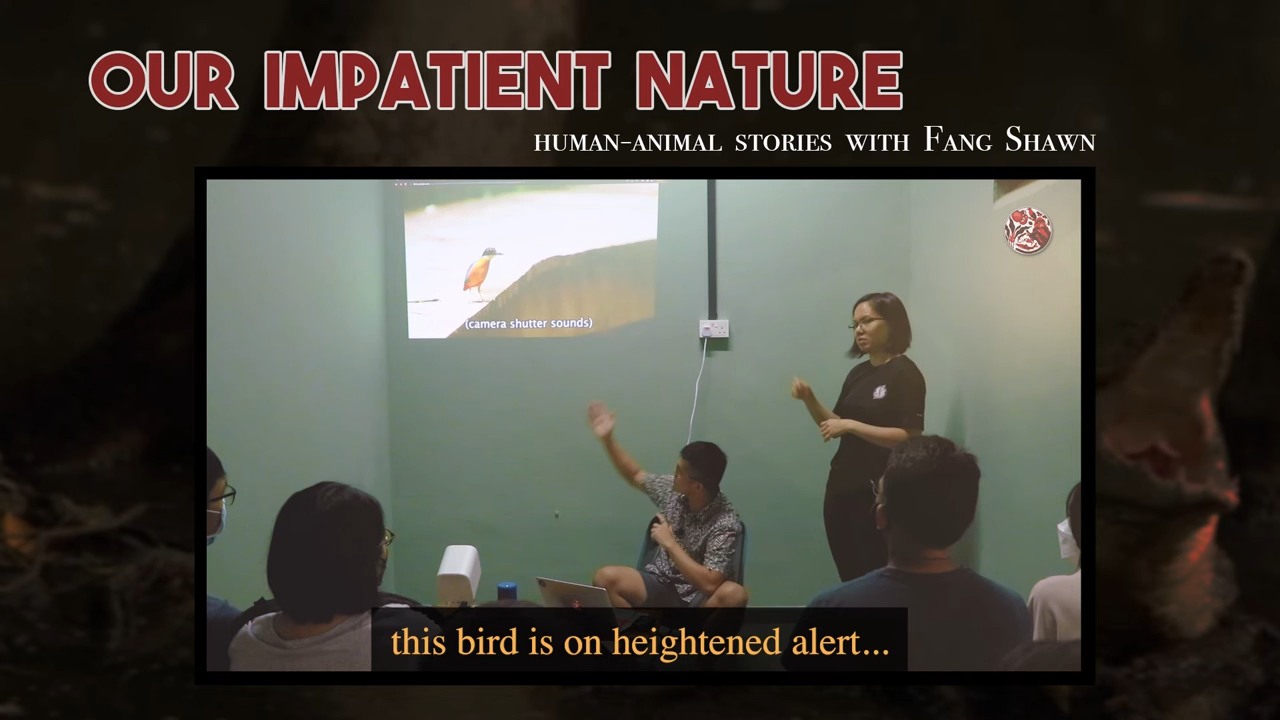 OUR IMPATIENT NATURE
HUMAN-ANIMAL STORIES WITH FANG SHAWN
(camera shutter sounds)
this bird is on heightened alert...